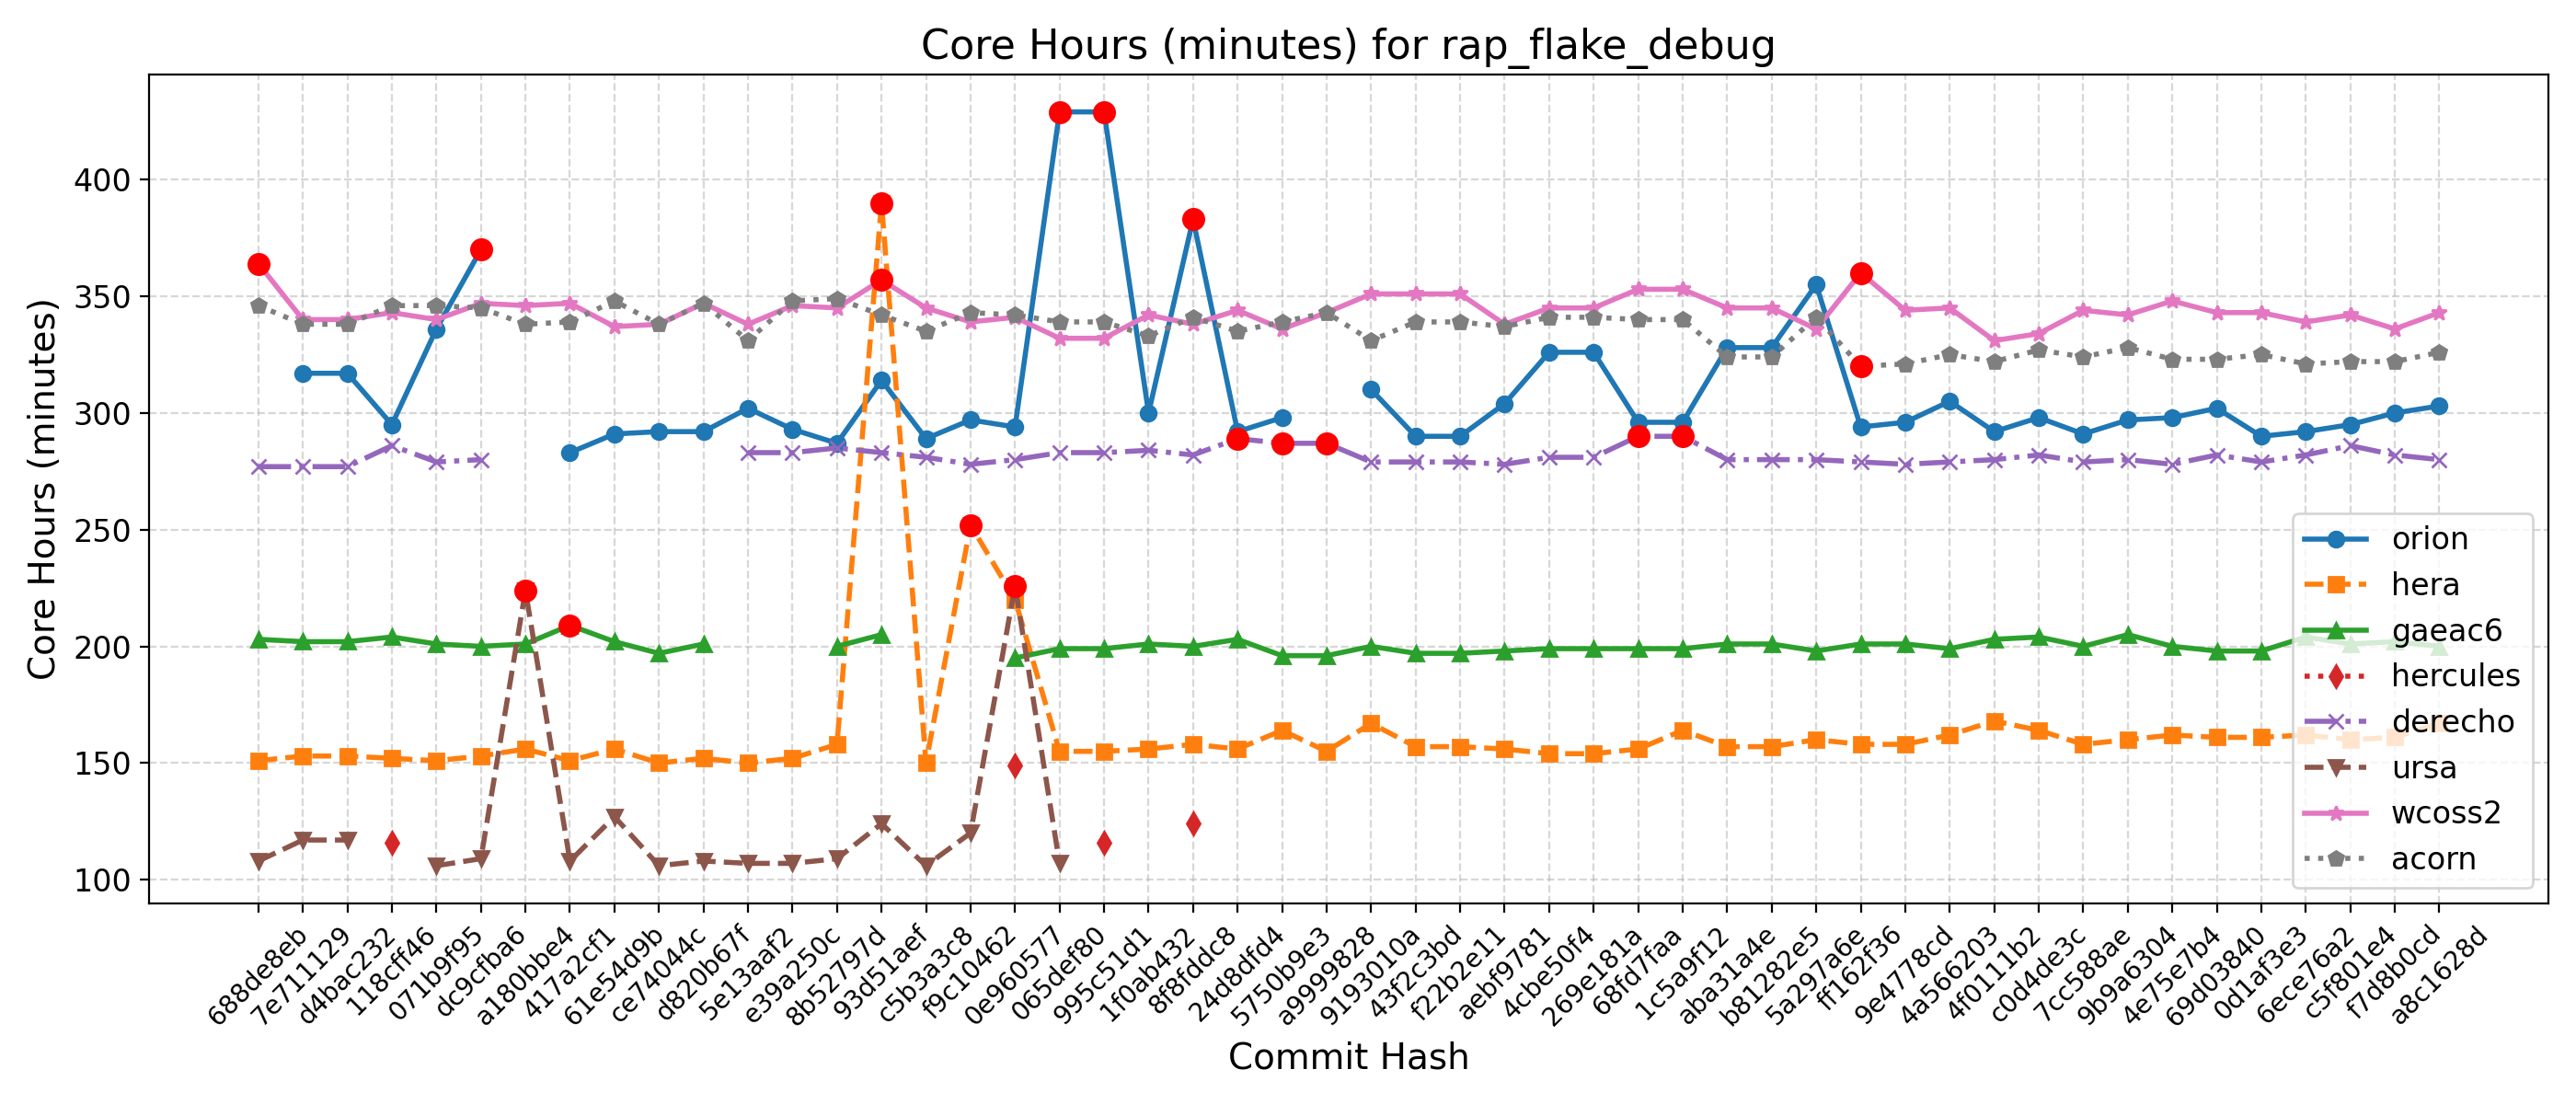 Core Hours (minutes) for rap_flake_debug
Core Hours (minutes)
400
350
300
250
200
150
100
orion
hera
gaeac6
hercules
derecho
ursa
wcoss2
acorn
688de8eb
7e711129
d4bac232
118cff46
071b9f95
dc9cfba6
a180bbe4
417a2cf1
61e54d9b
ce74044c
d820b67f
5e13aaf2
e39a250c
8b52797d
93d51aef
c5b3a3c8
f9c10462
0e960577
065def80
995c51d1
1f0ab432
8f8fddc8
24d8dfd4
5750b9e3
a9999828
9193010a
43f2c3bd
f22b2e11
aebf9781
4cbe50f4
269e181a
68fd7faa
1c5a9f12
aba31a4e
b81282e5
5a297a6e
ff162f36
9e4778cd
4a566203
4f0111b2
c0d4de3c
7cc588ae
9b9a6304
4e75e7b4
69d03840
0d1af3e3
6ece76a2
c5f801e4
f7d8b0cd
a8c1628d
Commit Hash